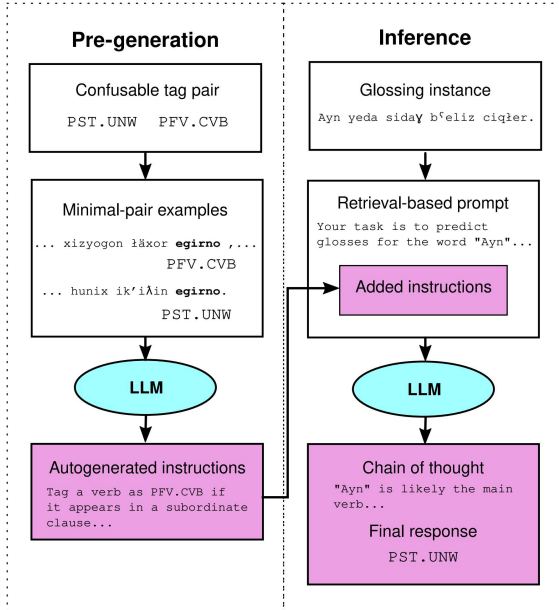 Pre-generation
Confusable tag pair
PST.UNW PFV.CVB
Minimal-pair examples
... xizyogon łäxor egirno ,...
PFV.CVB
... hunix ik'iƛin egirno.
PST.UNW
LLM
Autogenerated instructions
Tag a verb as PFV.CVB if
it appears in a subordinate
clause...
Inference
Glossing instance
Ayn yeda sidaɣ bˤeliz ciqłer.
Retrieval-based prompt
Your task is to predict
glosses for the word "Ayn"...
Added instructions
LLM
Chain of thought
"Ayn" is likely the main
verb...
Final response
PST.UNW